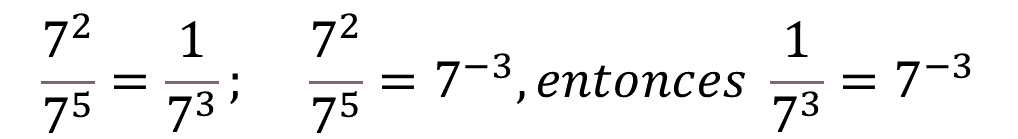 7²/7⁵ = 1/7³; 7²/7⁵ = 7⁻³, entonces 1/7³ = 7⁻³